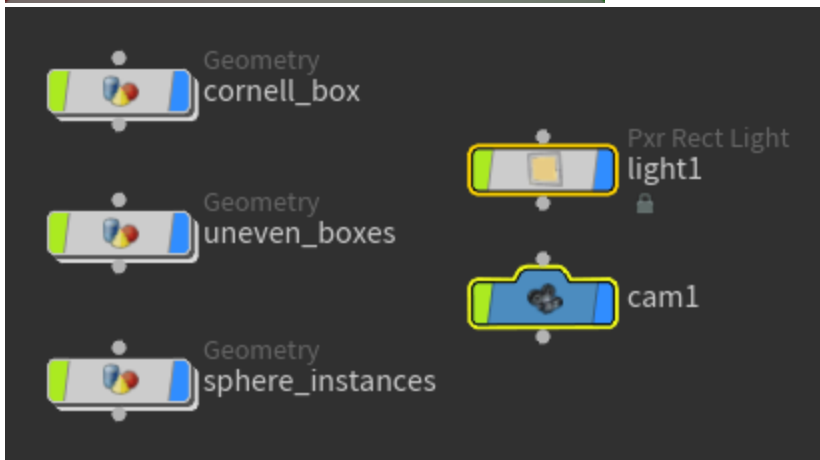 Geometry
cornell_box
Geometry
uneven_boxes
Geometry
sphere_instances
Pxr Rect Light
light1
cam1